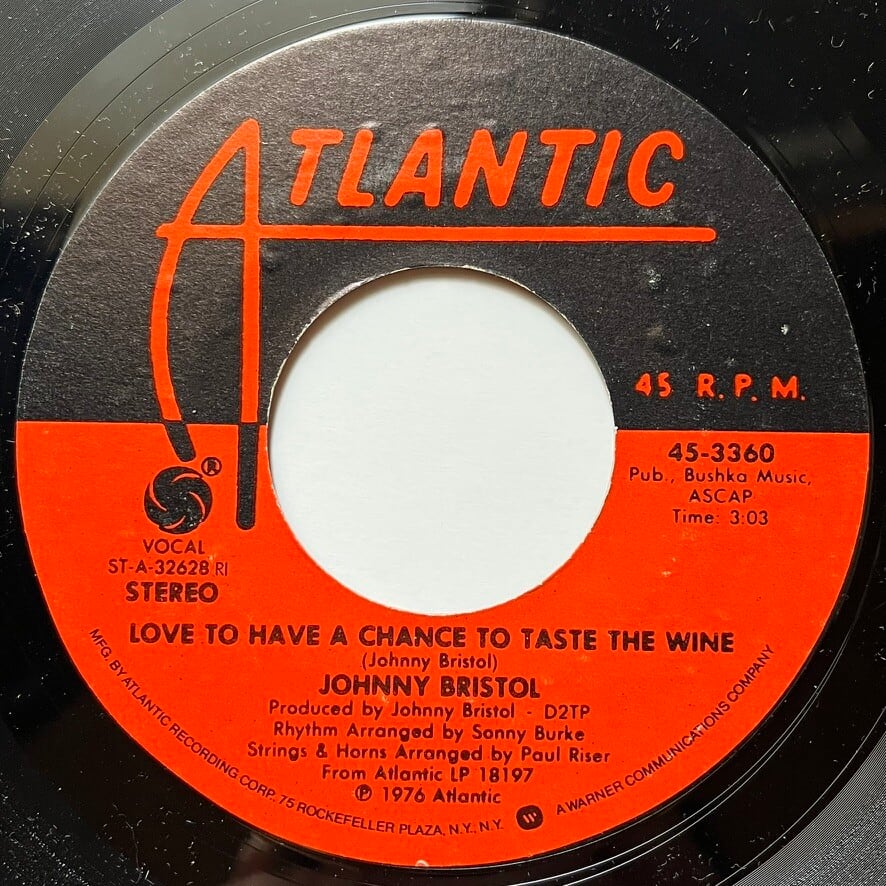 ATLANTIC
45 R.P.M.
45-3360
Pub., Bushka Music,
ASCAP
Time: 3:03
®
VOCAL
ST-A-32628 RI
STEREO
LOVE TO HAVE A CHANCE TO TASTE THE WINE
(Johnny Bristol)
JOHNNY BRISTOL
Produced by Johnny Bristol - D2TP
Rhythm Arranged by Sonny Burke
Strings & Horns Arranged by Paul Riser
From Atlantic LP 18197
℗ 1976 Atlantic
MFG. BY ATLANTIC RECORDING CORP. 75 ROCKEFELLER PLAZA, N.Y., N.Y. A WARNER COMMUNICATIONS COMPANY